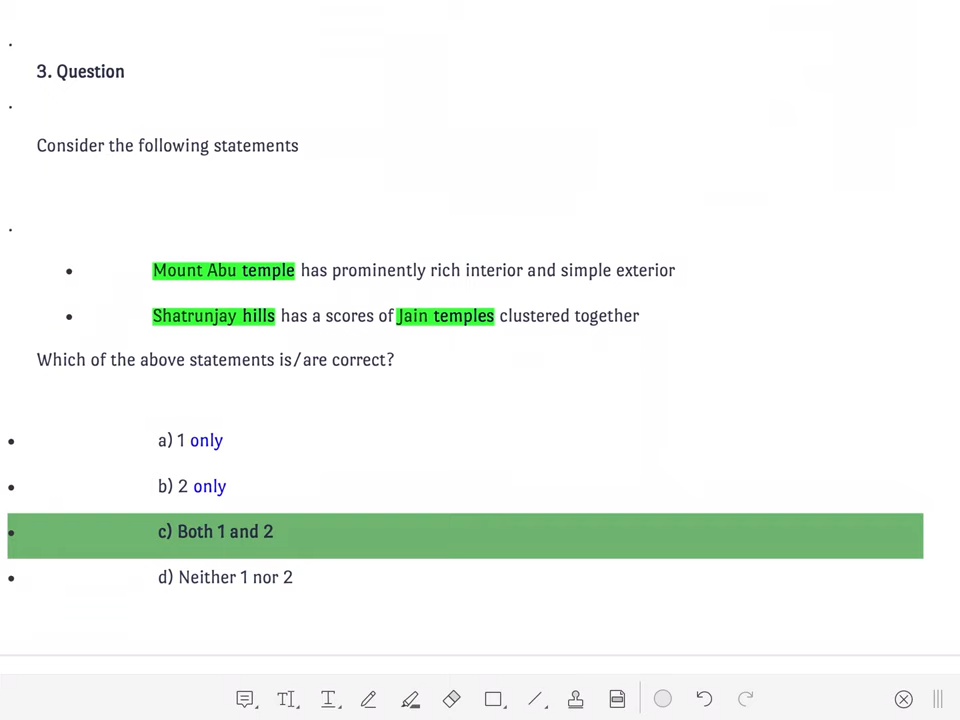 3. Question
Consider the following statements
Mount Abu temple has prominently rich interior and simple exterior
Shatrunjay hills has a scores of Jain temples clustered together
Which of the above statements is/are correct?
a) 1 only
b) 2 only
c) Both 1 and 2
d) Neither 1 nor 2